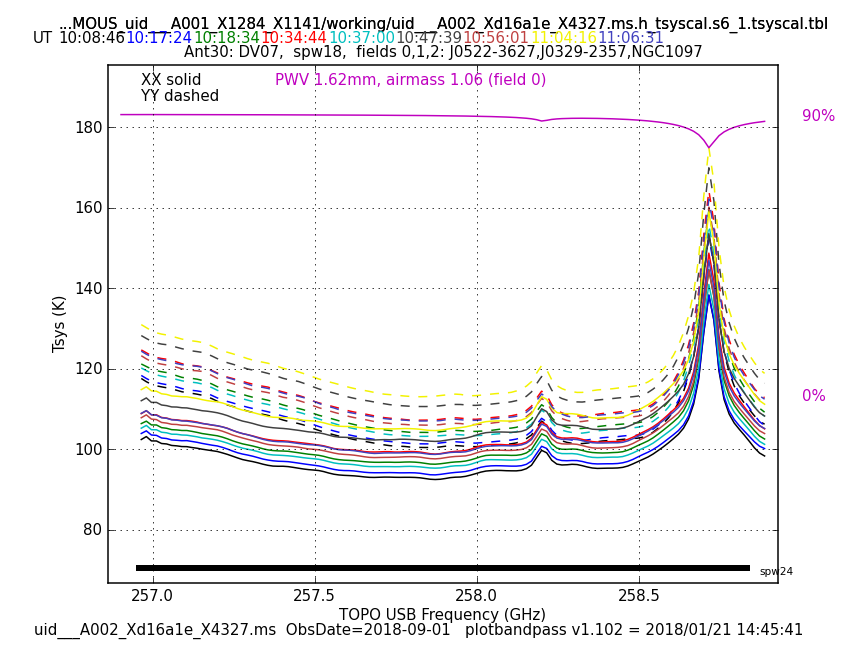 ...MOUS_uid___A001_X1284_X1141/working/uid___A002_Xd16a1e_X4327.ms.h_tsyscal.s6_1.tsyscal.tbl
UT 10:08:46 10:17:24 10:18:34 10:34:44 10:37:00 10:47:39 10:56:01 11:04:16 11:06:31
Ant30: DV07, spw18, fields 0,1,2: J0522-3627,J0329-2357,NGC1097
XX solid
PWV 1.62mm, airmass 1.06 (field 0)
YY dashed
90%
180
160
140
120
100
80
Tsys (K)
0%
spw24
257.0 257.5 258.0 258.5
TOPO USB Frequency (GHz)
uid___A002_Xd16a1e_X4327.ms ObsDate=2018-09-01 plotbandpass v1.102 = 2018/01/21 14:45:41